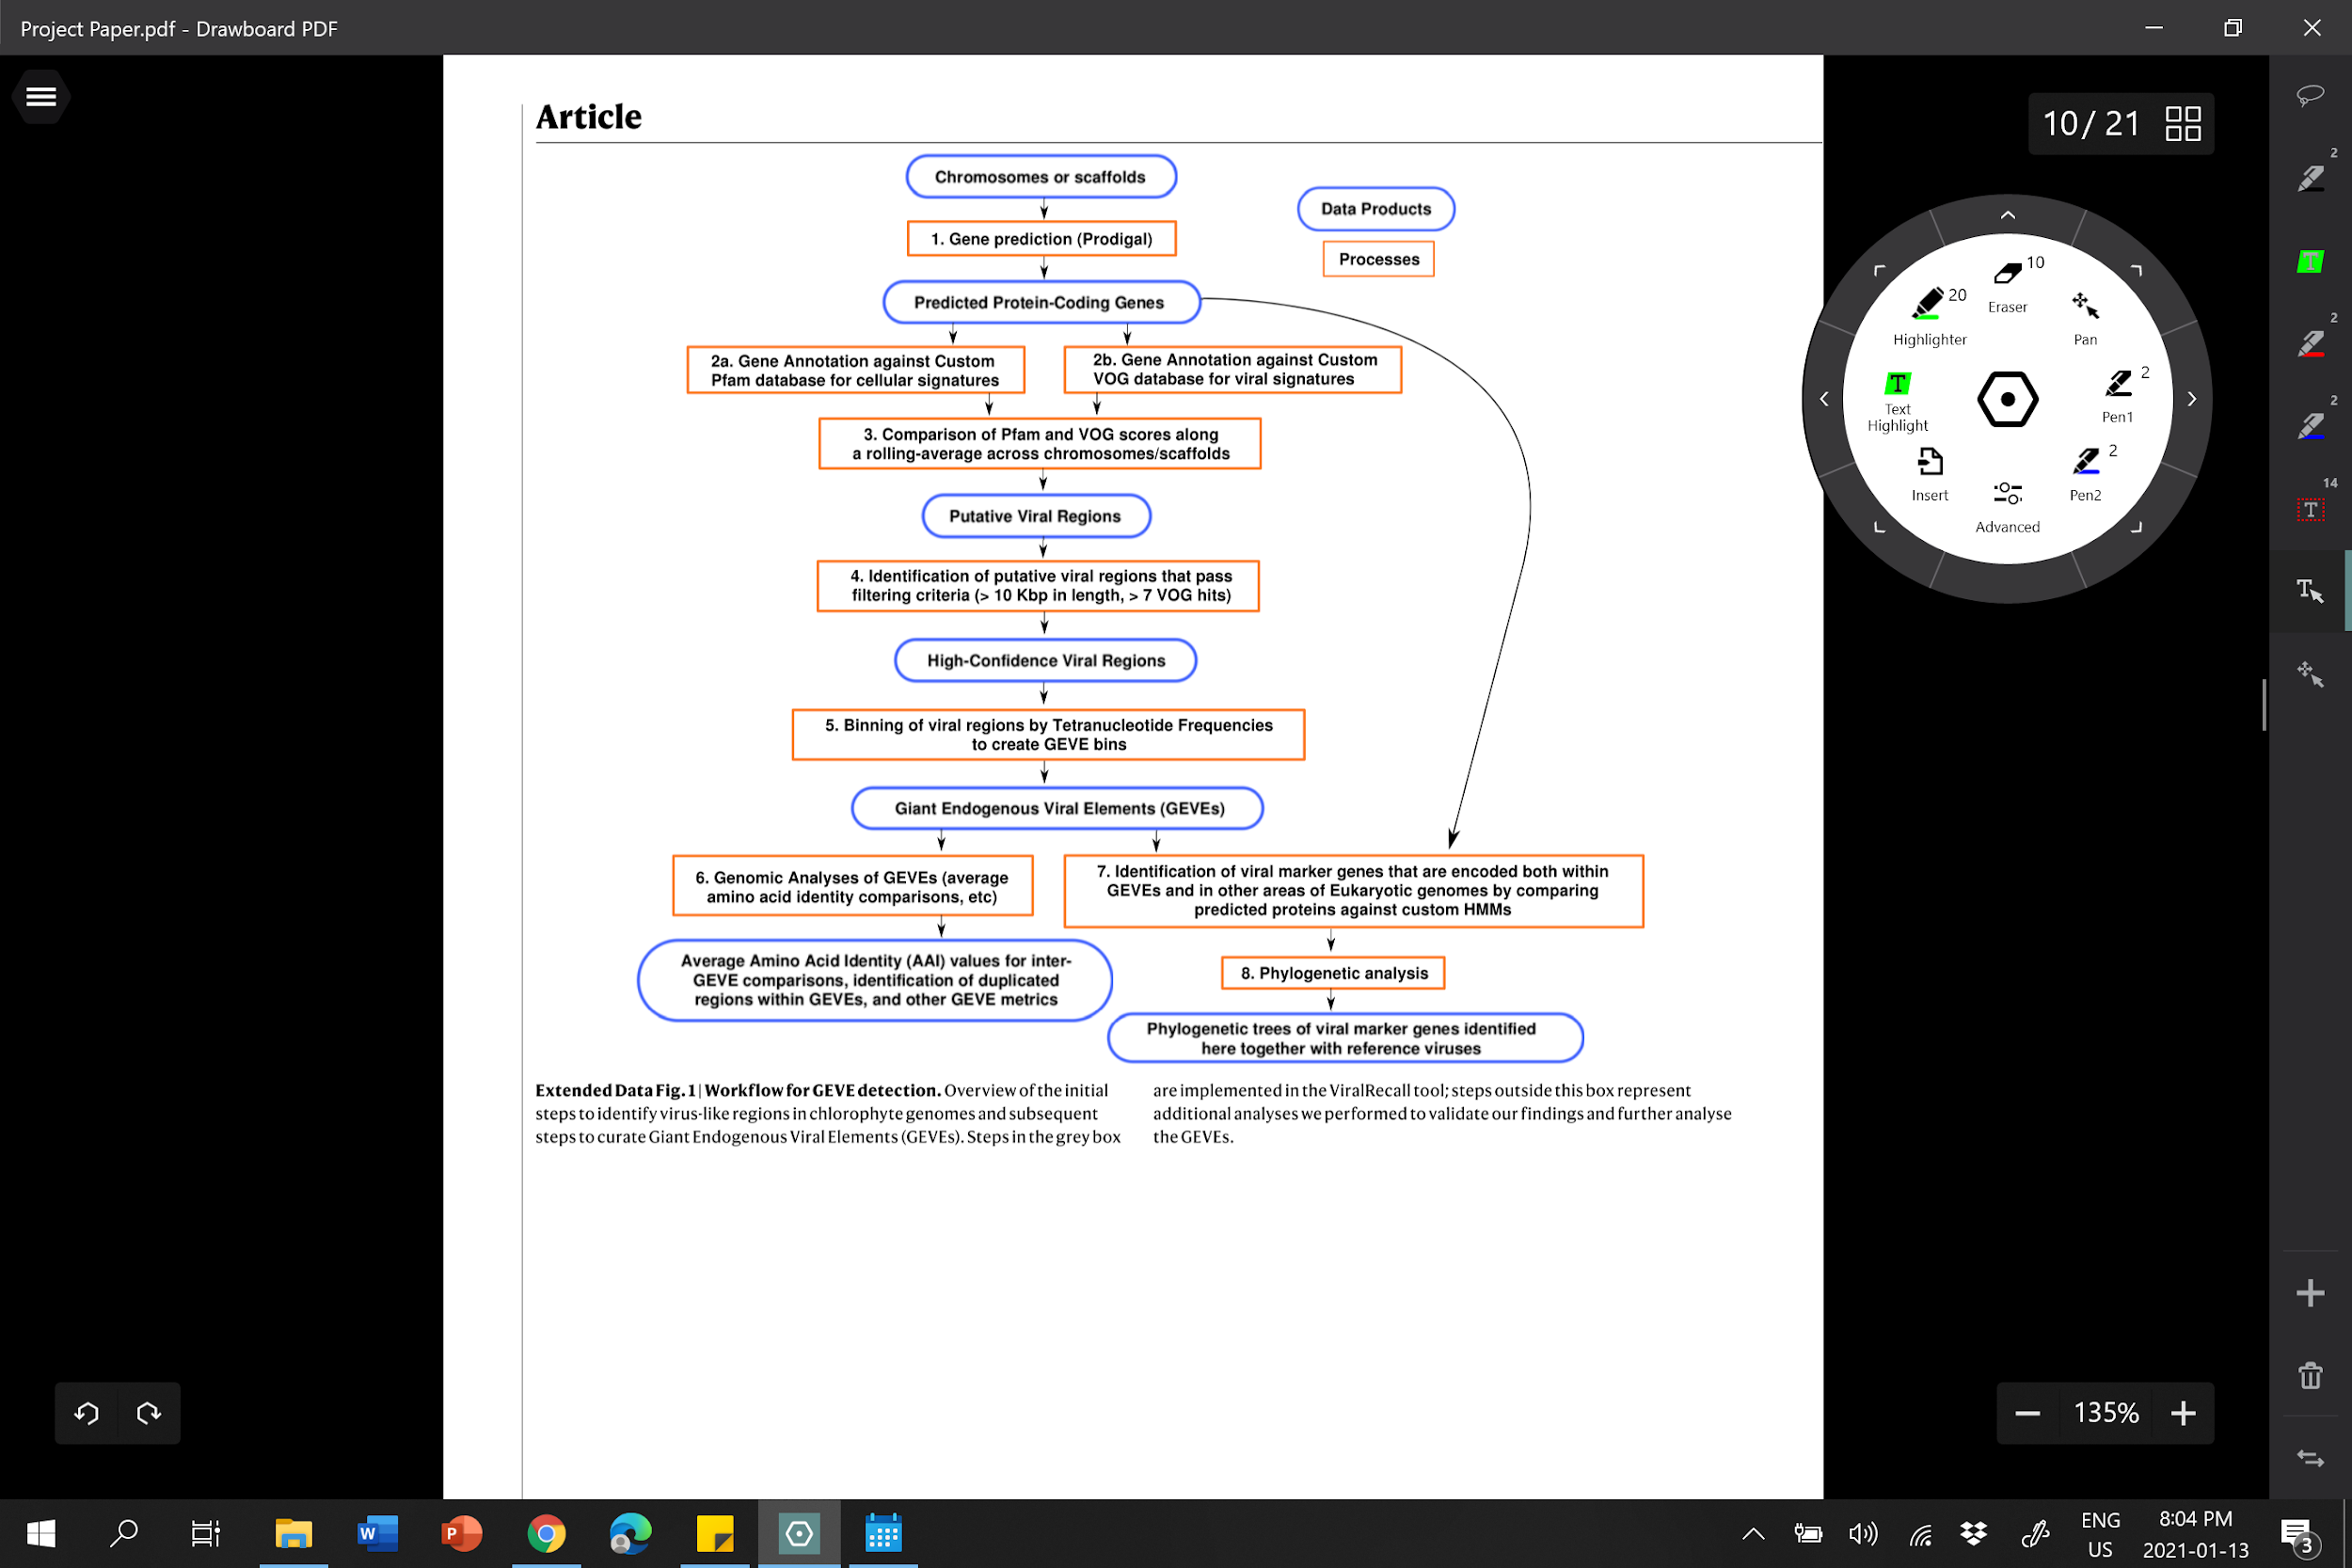 Project Paper.pdf - Drawboard PDF
Article
10/ 21
Chromosomes or scaffolds
Data Products
1. Gene prediction (Prodigal)
Processes
Predicted Protein-Coding Genes
2a. Gene Annotation against Custom
Pfam database for cellular signatures
2b. Gene Annotation against Custom
VOG database for viral signatures
3. Comparison of Pfam and VOG scores along
a rolling-average across chromosomes/scaffolds
Putative Viral Regions
4. Identification of putative viral regions that pass
filtering criteria (> 10 Kbp in length, > 7 VOG hits)
High-Confidence Viral Regions
5. Binning of viral regions by Tetranucleotide Frequencies
to create GEVE bins
Giant Endogenous Viral Elements (GEVEs)
6. Genomic Analyses of GEVEs (average
amino acid identity comparisons, etc)
7. Identification of viral marker genes that are encoded both within
GEVEs and in other areas of Eukaryotic genomes by comparing
predicted proteins against custom HMMs
Average Amino Acid Identity (AAI) values for inter-
GEVE comparisons, identification of duplicated
regions within GEVEs, and other GEVE metrics
8. Phylogenetic analysis
Phylogenetic trees of viral marker genes identified
here together with reference viruses
Extended Data Fig. 1 | Workflow for GEVE detection. Overview of the initial
steps to identify virus-like regions in chlorophyte genomes and subsequent
steps to curate Giant Endogenous Viral Elements (GEVEs). Steps in the grey box
are implemented in the ViralRecall tool; steps outside this box represent
additional analyses we performed to validate our findings and further analyse
the GEVEs.
10
Eraser
20
Highlighter
Pan
T
Text
Highlight
2
Pen1
Insert
2
Pen2
Advanced
2
T
2
2
14
T
T
135%
W
P
ENG
US
8:04 PM
2021-01-13
3